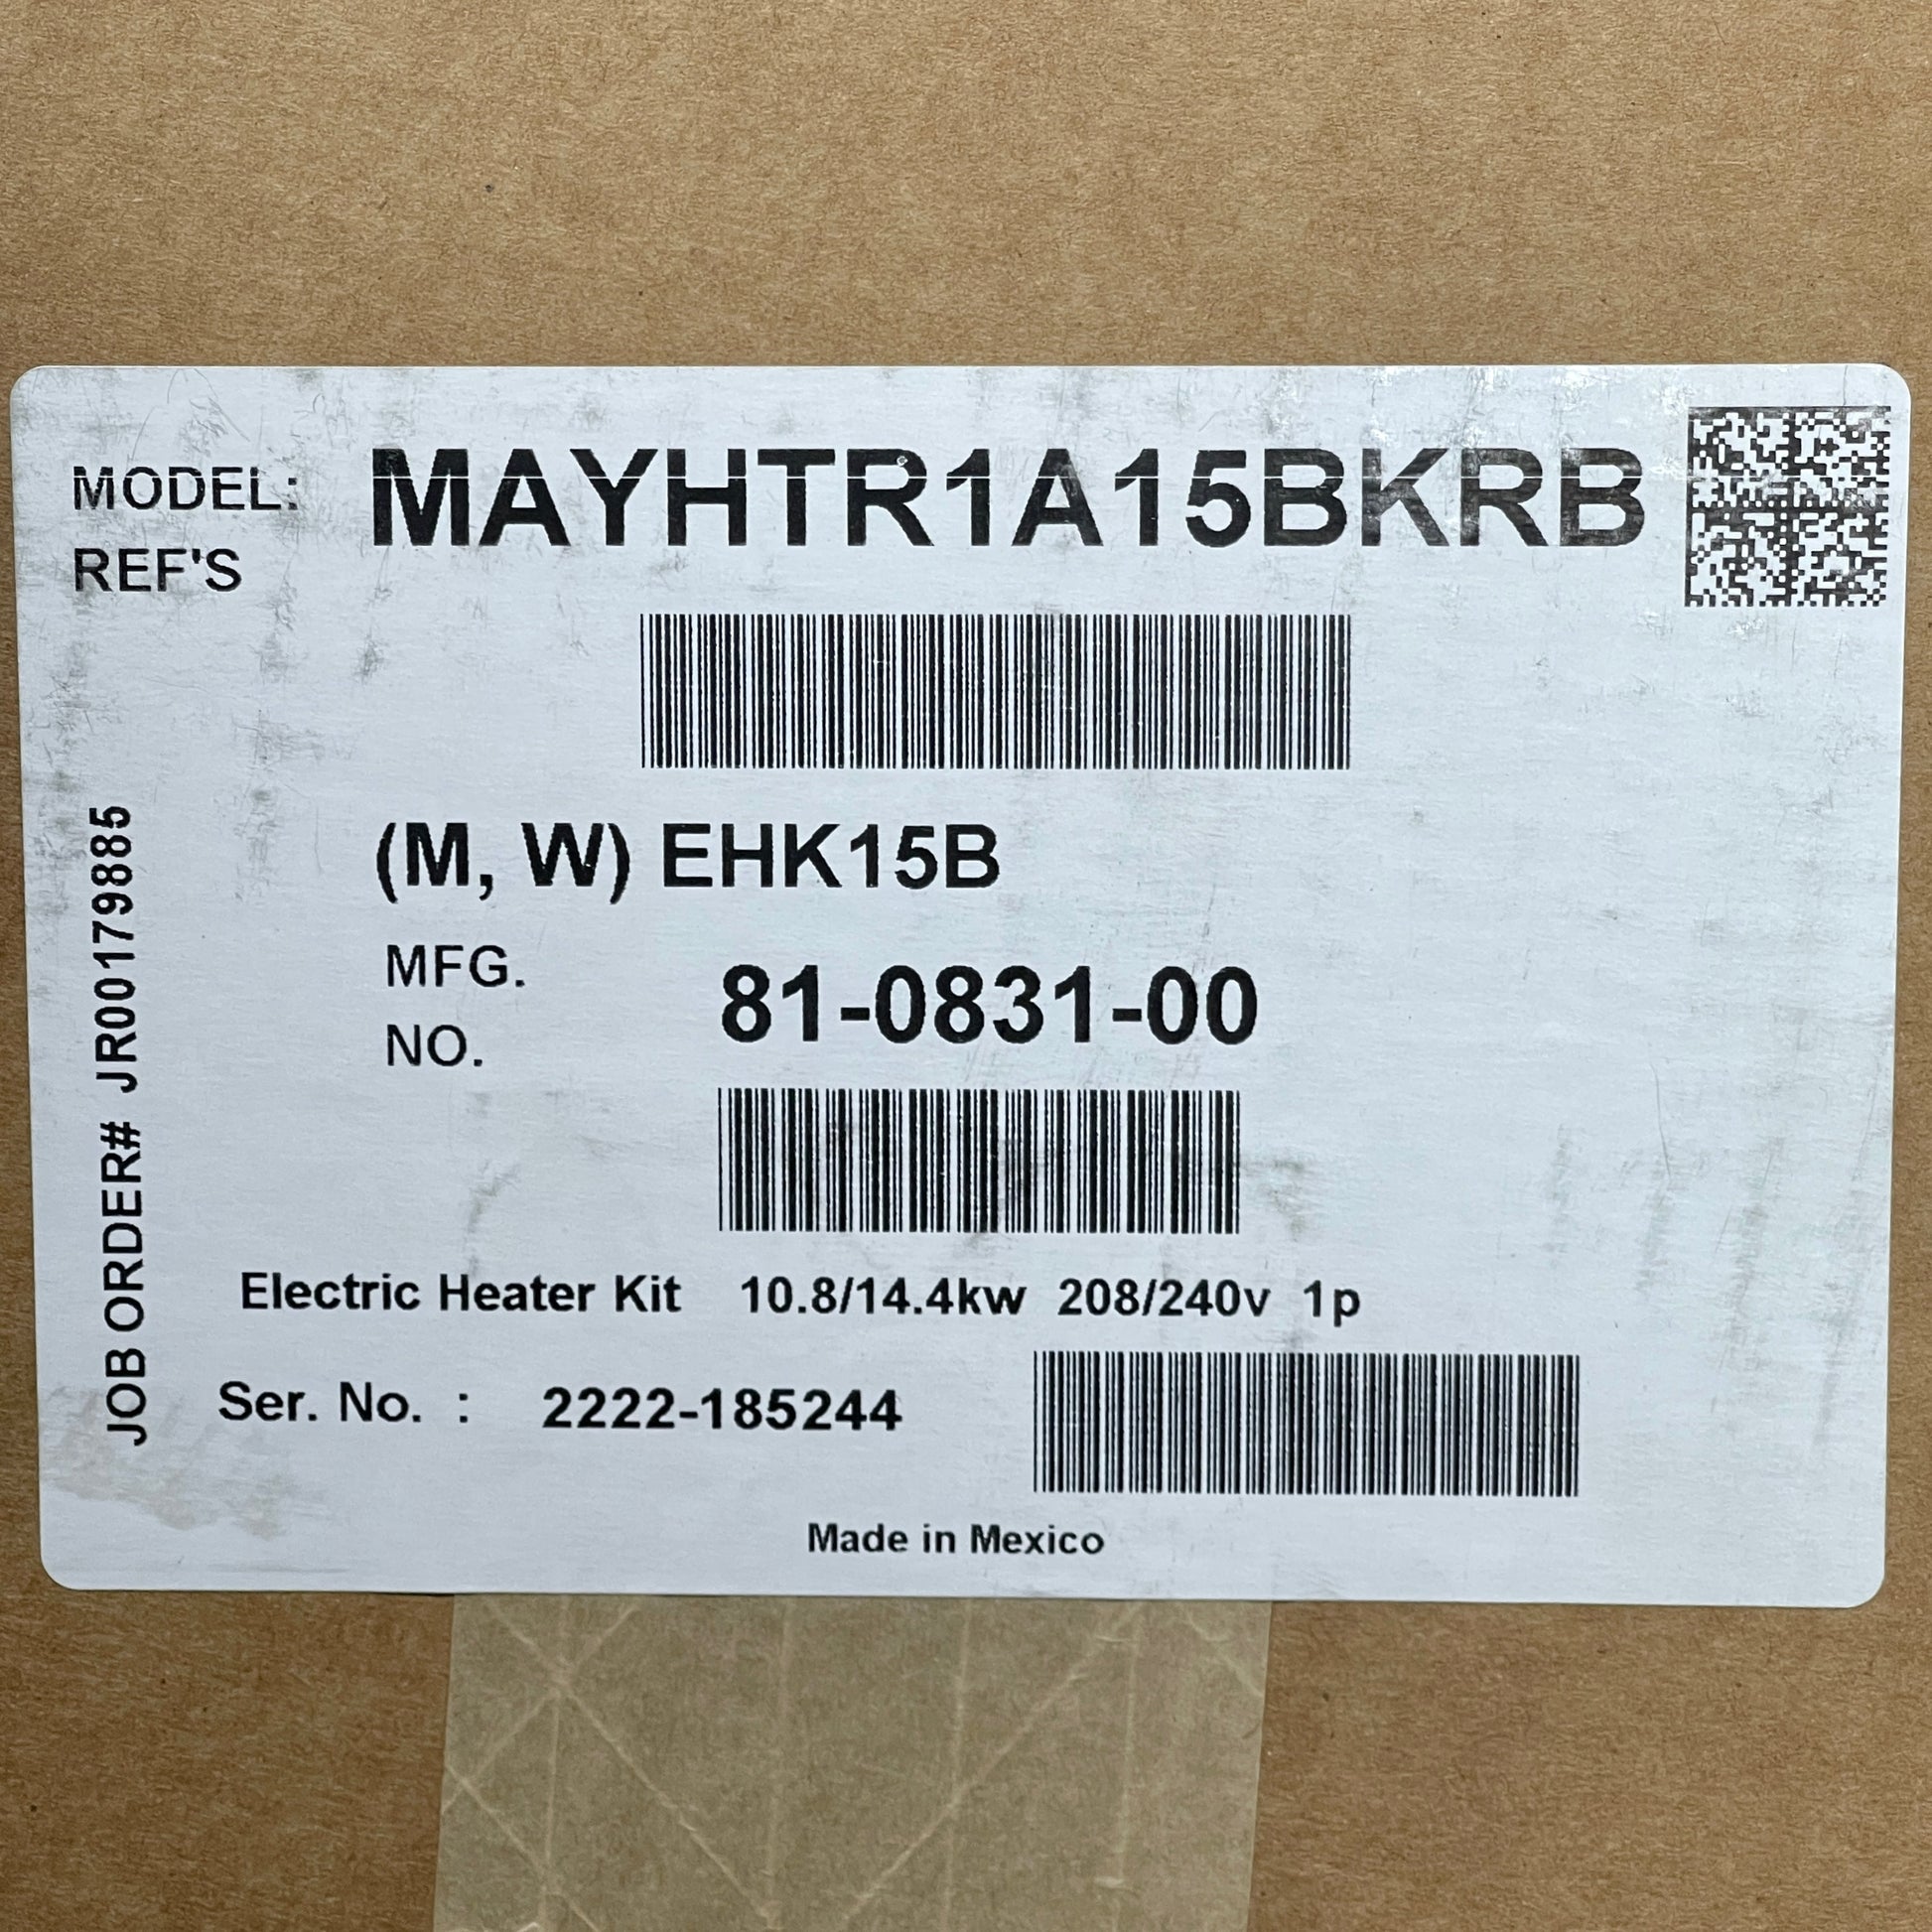 MODEL: MAYHTR1A15BKRB
REF'S
(M, W) EHK15B
MFG.
NO.
81-0831-00
Electric Heater Kit 10.8/14.4kw 208/240v 1p
Ser. No. : 2222-185244
Made in Mexico
JOB ORDER# JR00179885